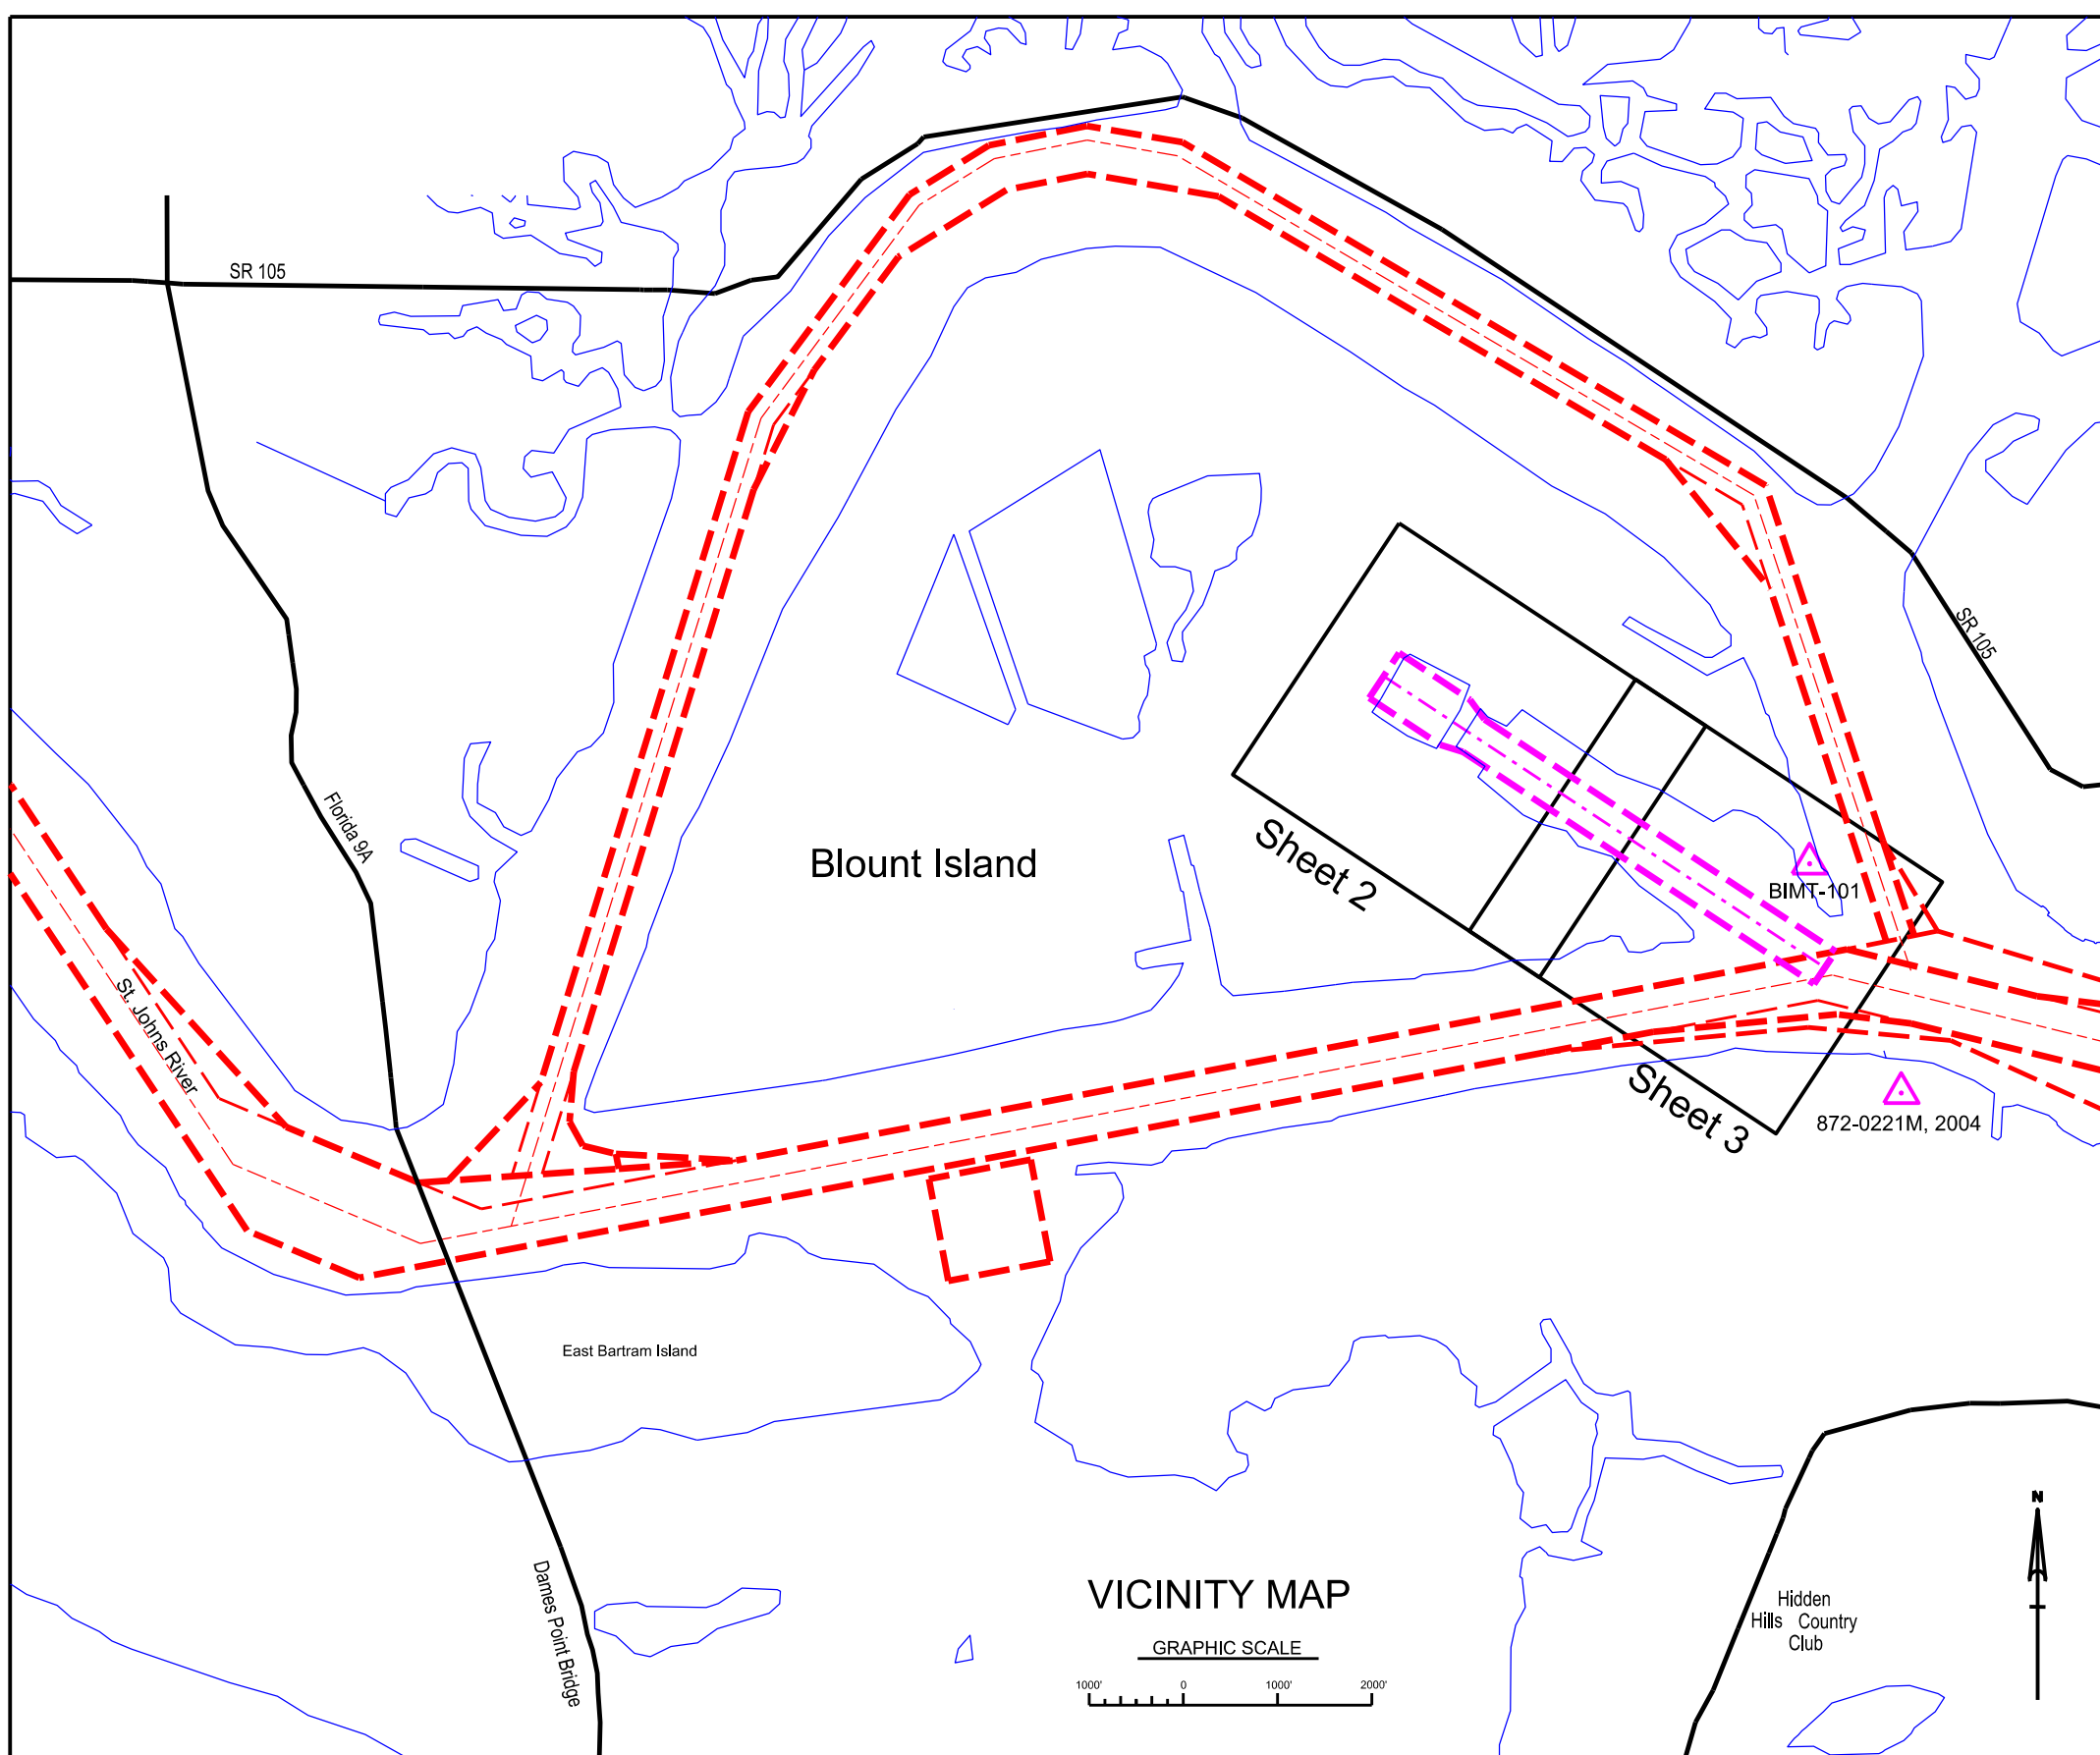 SR 105
SR 105
Florida 9A
Blount Island
Sheet 2
BIMT-101
St. Johns River
Sheet 3
872-0221M, 2004
East Bartram Island
Dames Point Bridge
VICINITY MAP
GRAPHIC SCALE
1000' 0 1000' 2000'
N
Hidden
Hills Country
Club